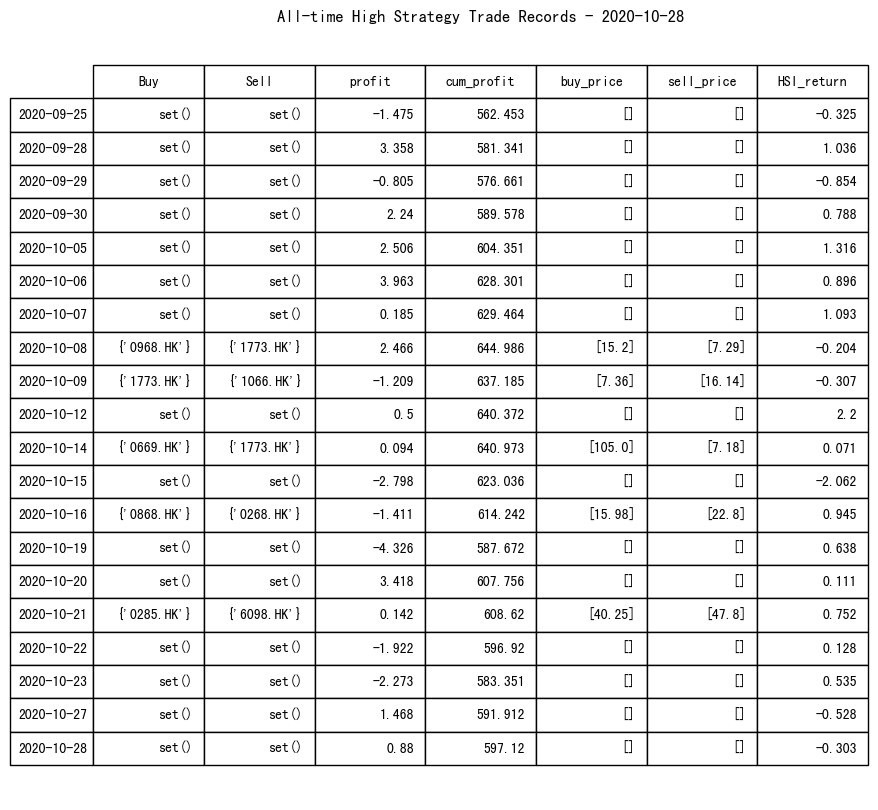 All-time High Strategy Trade Records - 2020-10-28
Buy Sell profit cum_profit buy_price sell_price HSI_return
2020-09-25 set() set() -1.475 562.453 [] [] -0.325
2020-09-28 set() set() 3.358 581.341 [] [] 1.036
2020-09-29 set() set() -0.805 576.661 [] [] -0.854
2020-09-30 set() set() 2.24 589.578 [] [] 0.788
2020-10-05 set() set() 2.506 604.351 [] [] 1.316
2020-10-06 set() set() 3.963 628.301 [] [] 0.896
2020-10-07 set() set() 0.185 629.464 [] [] 1.093
2020-10-08 {'0968.HK'} {'1773.HK'} 2.466 644.986 [15.2] [7.29] -0.204
2020-10-09 {'1773.HK'} {'1066.HK'} -1.209 637.185 [7.36] [16.14] -0.307
2020-10-12 set() set() 0.5 640.372 [] [] 2.2
2020-10-14 {'0669.HK'} {'1773.HK'} 0.094 640.973 [105.0] [7.18] 0.071
2020-10-15 set() set() -2.798 623.036 [] [] -2.062
2020-10-16 {'0868.HK'} {'0268.HK'} -1.411 614.242 [15.98] [22.8] 0.945
2020-10-19 set() set() -4.326 587.672 [] [] 0.638
2020-10-20 set() set() 3.418 607.756 [] [] 0.111
2020-10-21 {'0285.HK'} {'6098.HK'} 0.142 608.62 [40.25] [47.8] 0.752
2020-10-22 set() set() -1.922 596.92 [] [] 0.128
2020-10-23 set() set() -2.273 583.351 [] [] 0.535
2020-10-27 set() set() 1.468 591.912 [] [] -0.528
2020-10-28 set() set() 0.88 597.12 [] [] -0.303